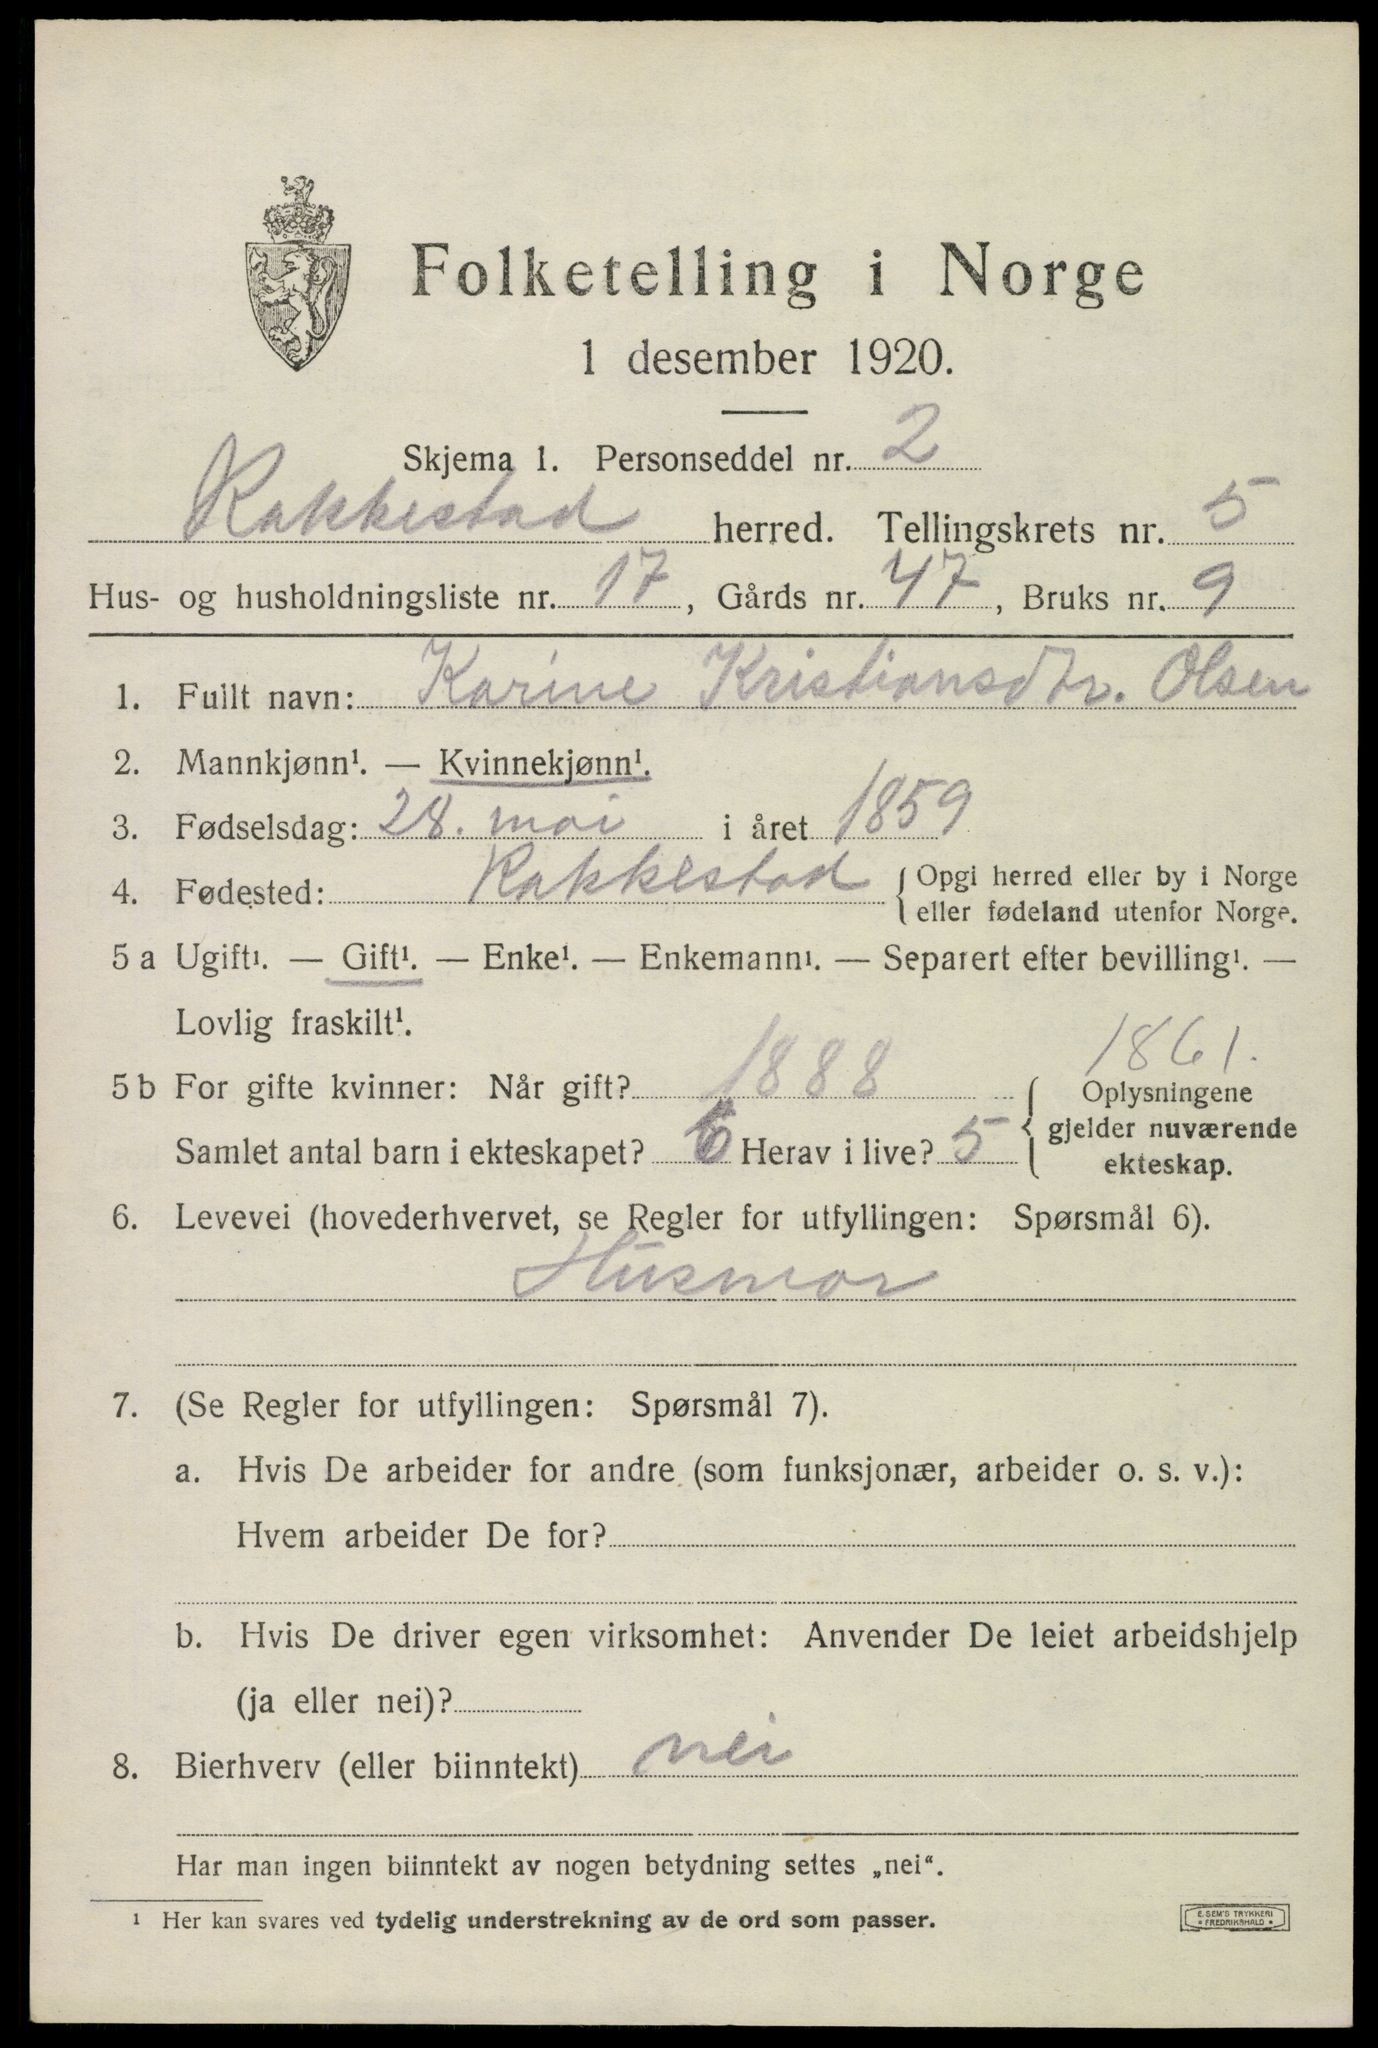 Folketelling i Norge
1 desember 1920.
Skjema 1. Personseddel nr. 2
Rakkestad herred. Tellingskrets nr. 5
Hus- og husholdningsliste nr. 17, Gårds nr. 47, Bruks nr. 9
1. Fullt navn: Karine Kristiansdtr. Olsen
2. Mannkjønn¹. — Kvinnekjønn¹.
3. Fødselsdag: 28. mai i året 1859
4. Fødested: Rakkestad { Opgi herred eller by i Norge
eller fødeland utenfor Norge.
5 a Ugift¹. — Gift¹. — Enke¹. — Enkemann¹. — Separert efter bevilling¹. —
Lovlig fraskilt¹.
1861.
5 b For gifte kvinner: Når gift? 1888 { Oplysningene
gjelder nuværende
ekteskap.
Samlet antal barn i ekteskapet? 6 Herav i live? 5
6. Levevei (hovederhvervet, se Regler for utfyllingen: Spørsmål 6).
Husmor
7. (Se Regler for utfyllingen: Spørsmål 7).
a. Hvis De arbeider for andre (som funksjonær, arbeider o. s. v.):
Hvem arbeider De for?
b. Hvis De driver egen virksomhet: Anvender De leiet arbeidshjelp
(ja eller nei)?
8. Bierhverv (eller biinntekt) nei
Har man ingen biinntekt av nogen betydning settes „nei“.
¹ Her kan svares ved tydelig understrekning av de ord som passer.
E. SEM'S TRYKKERI
FREDRIKSHALD